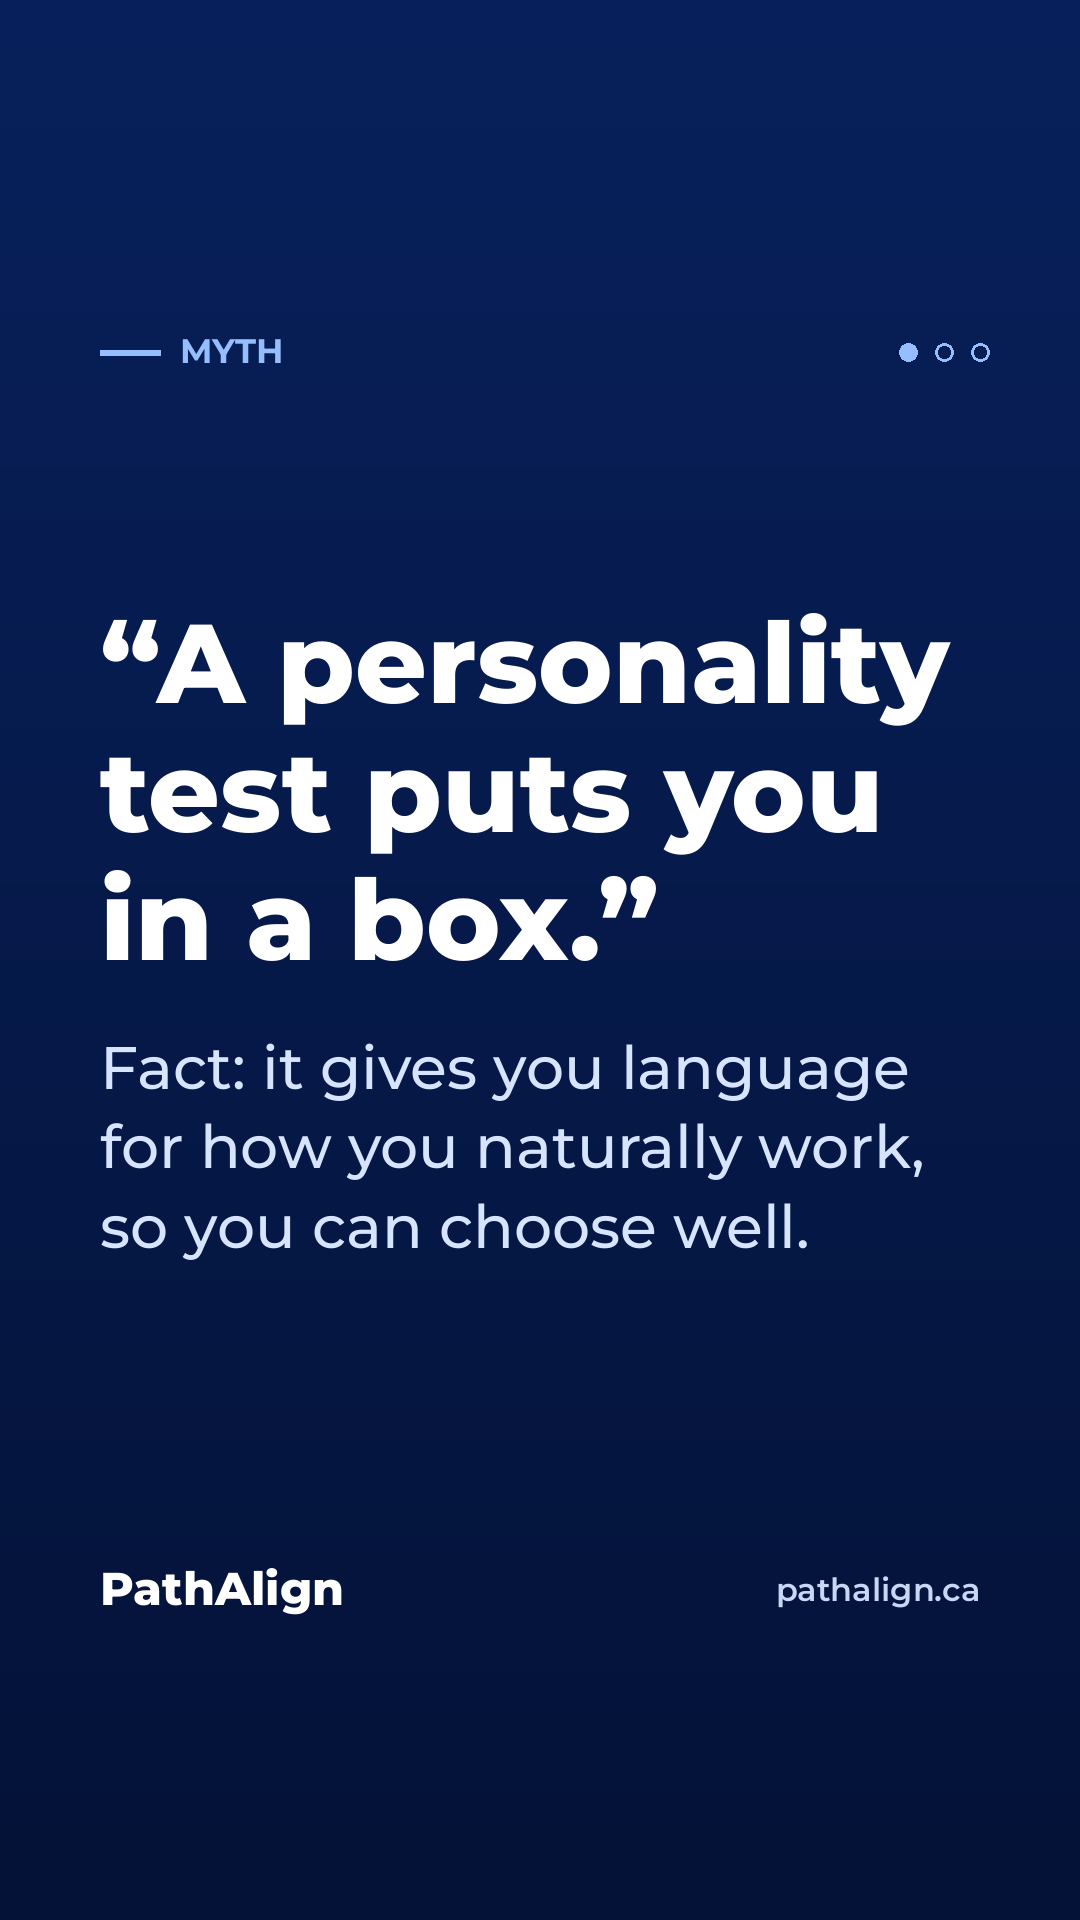 MYTH
“A personality
test puts you
in a box.”
Fact: it gives you language
for how you naturally work,
so you can choose well.
PathAlign
pathalign.ca